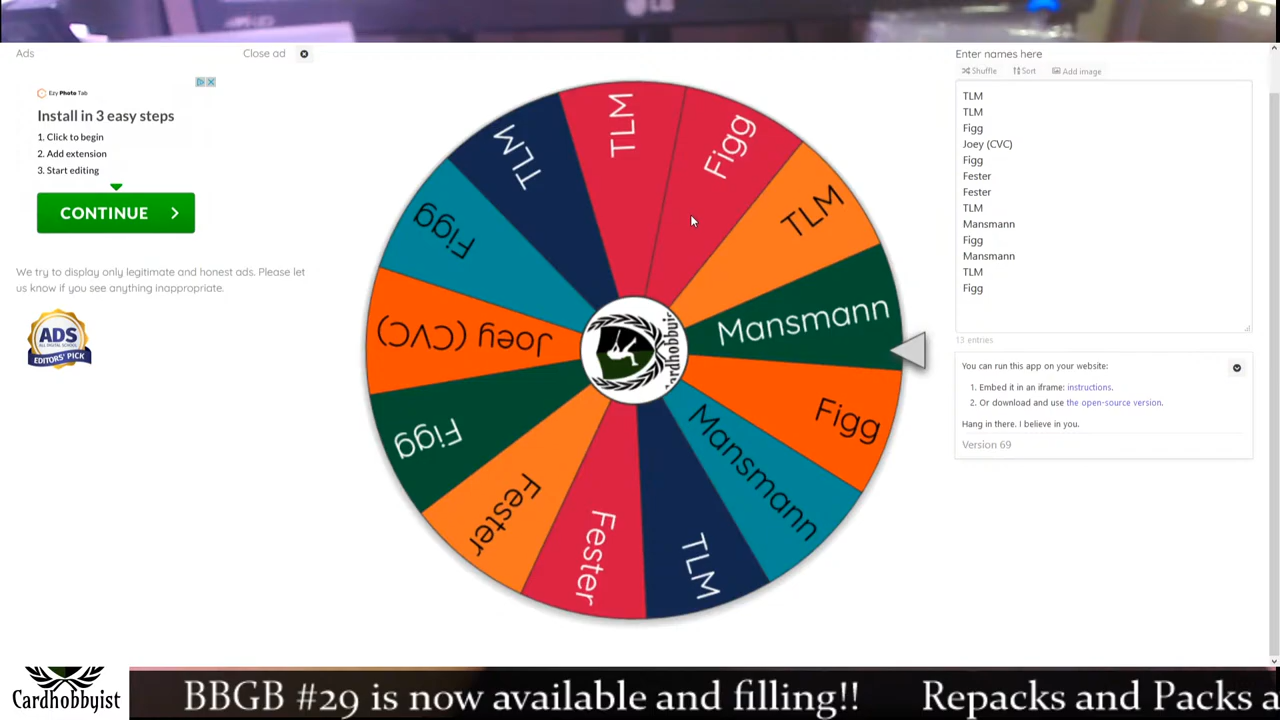 LG
Ads
Close ad
Ezy Photo Tab
Install in 3 easy steps
1. Click to begin
2. Add extension
3. Start editing
CONTINUE
We try to display only legitimate and honest ads. Please let
us know if you see anything inappropriate.
ADS
EDITORS' PICK
TLM
Figg
TLM
Mansmann
Figg
Mansmann
TLM
Fester
Fester
Figg
Joey (CVC)
Figg
TLM
Cardhobbyist
Enter names here
Shuffle
Sort
Add image
TLM
TLM
Figg
Joey (CVC)
Figg
Fester
Fester
TLM
Mansmann
Figg
Mansmann
TLM
Figg
13 entries
You can run this app on your website:
1. Embed it in an iframe: instructions.
2. Or download and use the open-source version.
Hang in there. I believe in you.
Version 69
Cardhobbyist
BBGB #29 is now available and filling!! Repacks and Packs a